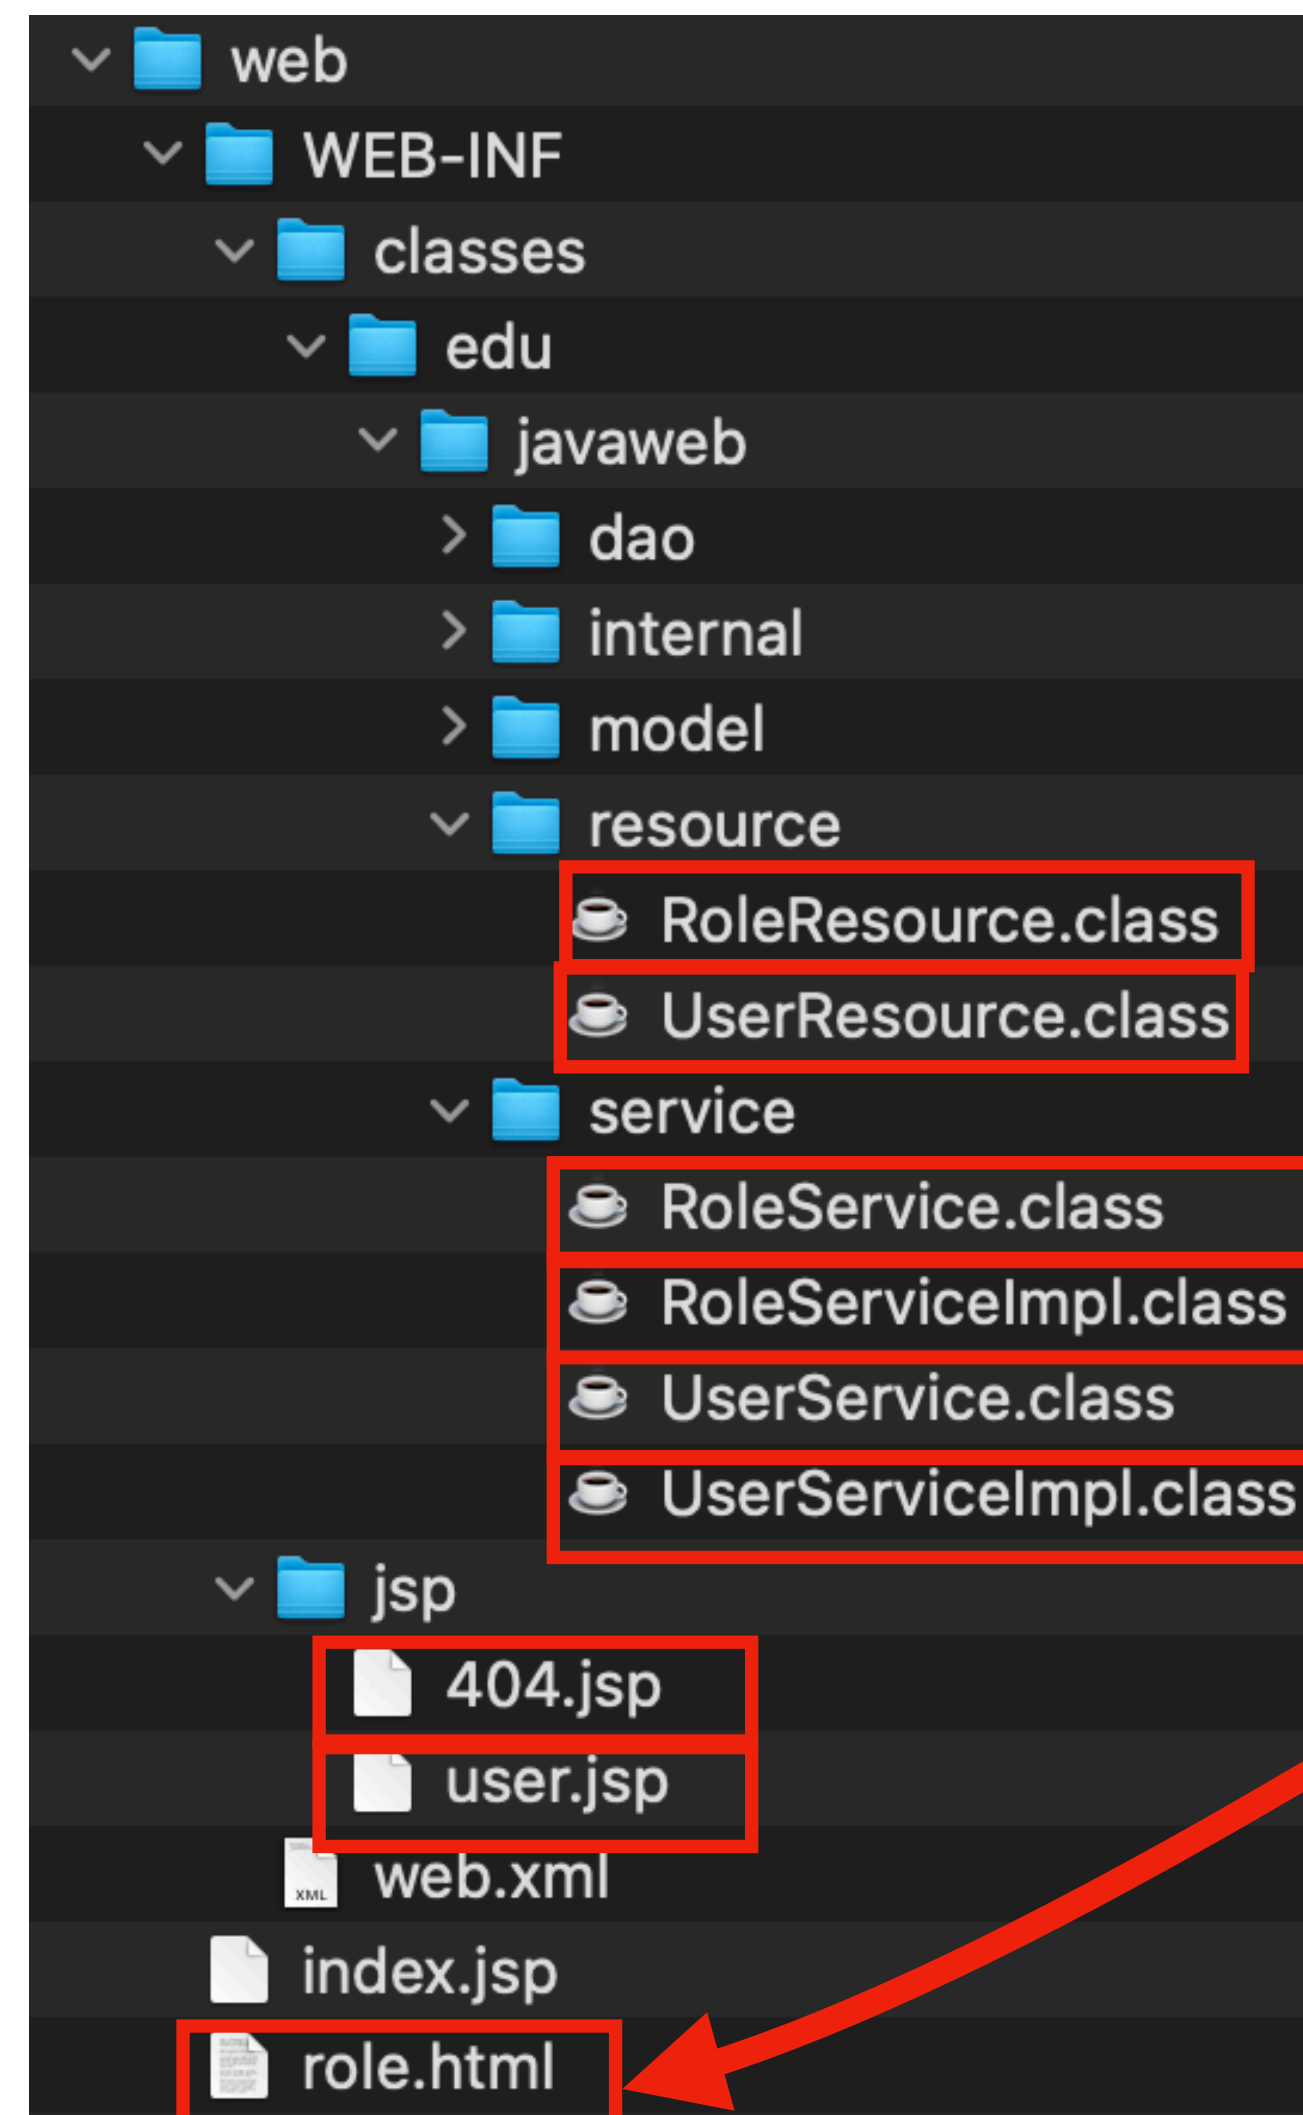 web
WEB-INF
classes
edu
javaweb
dao
internal
model
resource
RoleResource.class
UserResource.class
service
RoleService.class
RoleServiceImpl.class
UserService.class
UserServiceImpl.class
jsp
404.jsp
user.jsp
XML web.xml
index.jsp
role.html